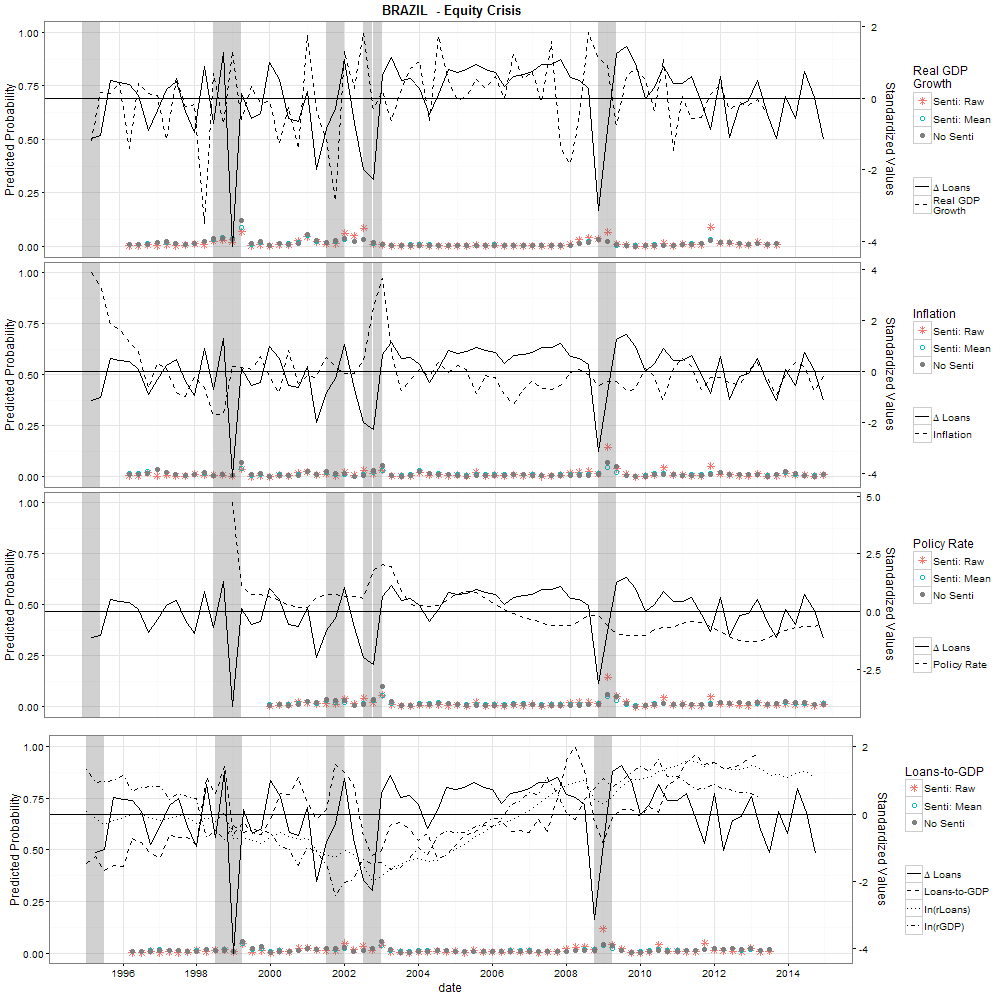 BRAZIL - Equity Crisis
1.00
0.75
0.50
0.25
0.00
Predicted Probability
2
0
-2
-4
Standardized Values
Real GDP
Growth
Senti: Raw
Senti: Mean
No Senti
Δ Loans
Real GDP
Growth
1.00
0.75
0.50
0.25
0.00
Predicted Probability
4
2
0
-2
-4
Standardized Values
Inflation
Senti: Raw
Senti: Mean
No Senti
Δ Loans
Inflation
1.00
0.75
0.50
0.25
0.00
Predicted Probability
5.0
2.5
0.0
-2.5
Standardized Values
Policy Rate
Senti: Raw
Senti: Mean
No Senti
Δ Loans
Policy Rate
1.00
0.75
0.50
0.25
0.00
Predicted Probability
2
0
-2
-4
Standardized Values
Loans-to-GDP
Senti: Raw
Senti: Mean
No Senti
Δ Loans
Loans-to-GDP
ln(rLoans)
ln(rGDP)
1996 1998 2000 2002 2004 2006 2008 2010 2012 2014
date